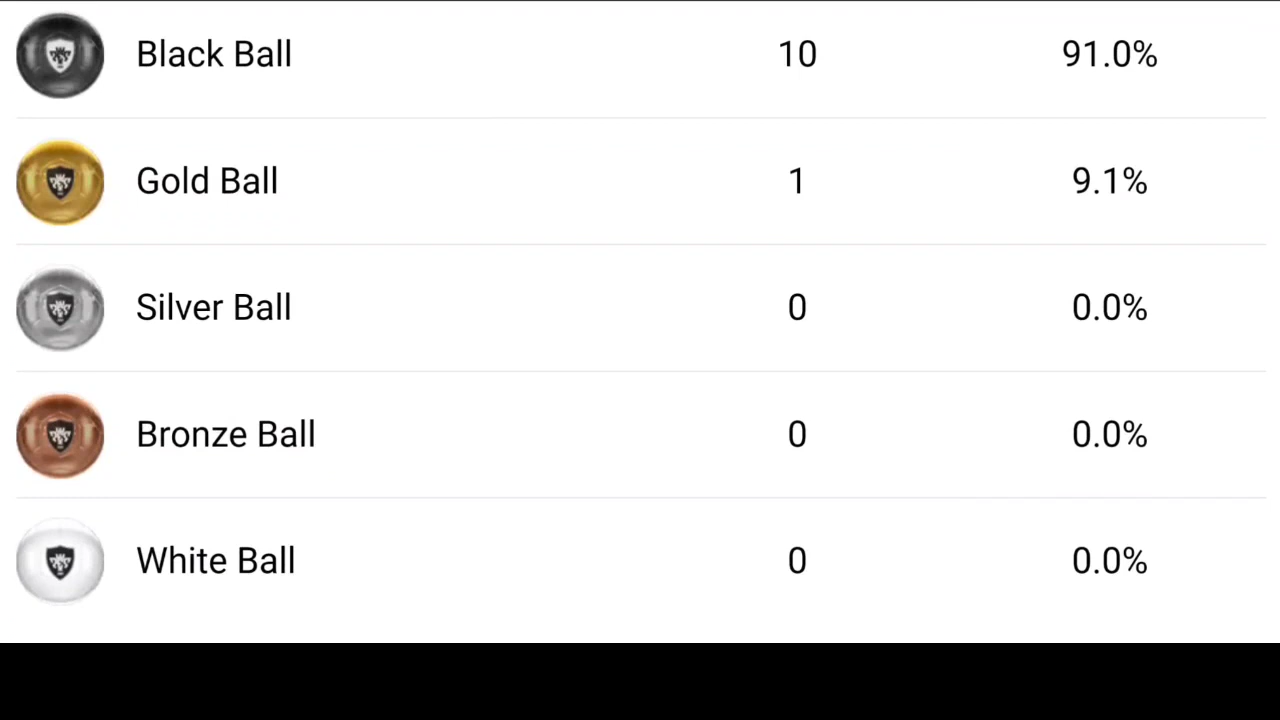 Black Ball 10 91.0%
Gold Ball 1 9.1%
Silver Ball 0 0.0%
Bronze Ball 0 0.0%
White Ball 0 0.0%